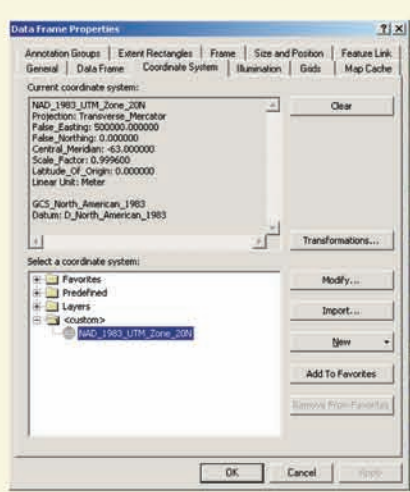 Data Frame Properties
Annotation Groups Extent Rectangles Frame Size and Position Feature Link
General Data Frame Coordinate System Illumination Grids Map Cache
Current coordinate system:
NAD_1983_UTM_Zone_20N
Projection: Transverse_Mercator
False_Easting: 500000.000000
False_Northing: 0.000000
Central_Meridian: -63.000000
Scale_Factor: 0.999600
Latitude_Of_Origin: 0.000000
Linear Unit: Meter
GCS_North_American_1983
Datum: D_North_American_1983
Clear
Transformations...
Select a coordinate system:
Favorites
Predefined
Layers
<custom>
NAD_1983_UTM_Zone_20N
Modify...
Import...
New
Add To Favorites
Remove From Favorites
OK Cancel Apply